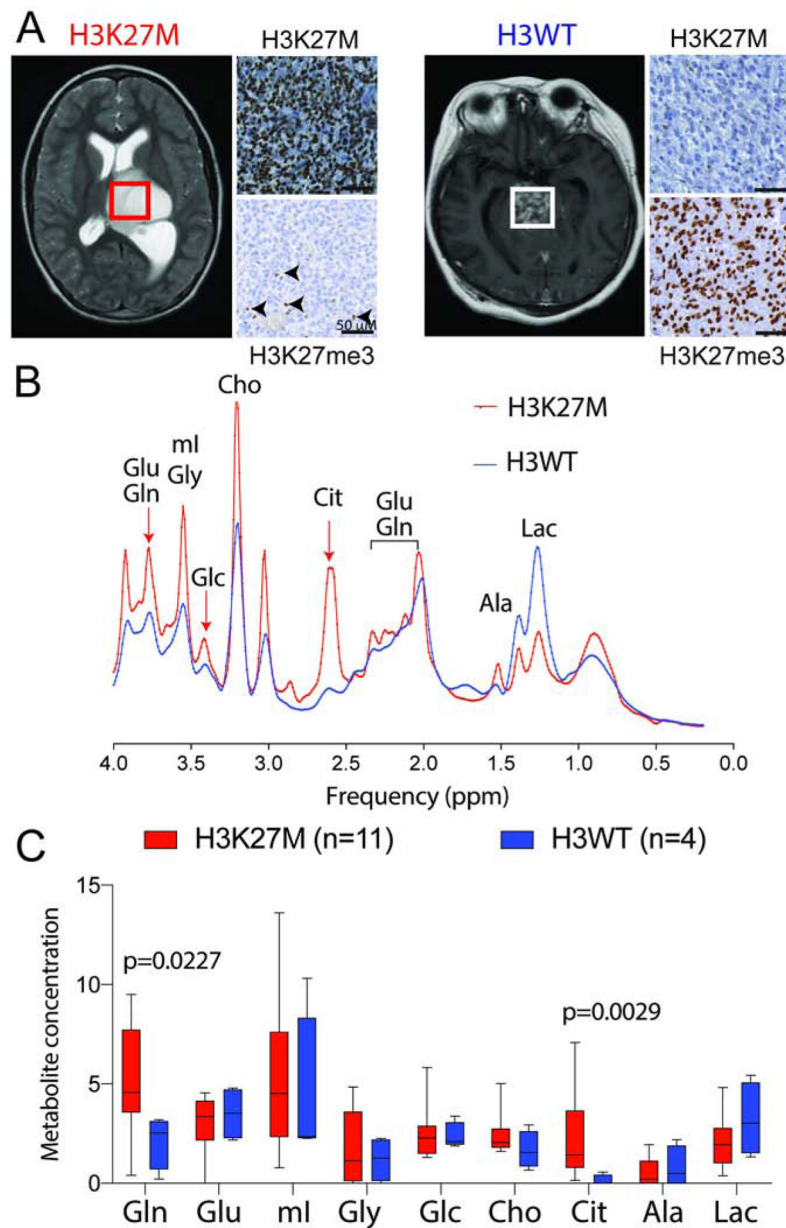 A
H3K27M
H3K27M
H3WT
H3K27M
50 uM
H3K27me3
H3K27me3
B
Cho
H3K27M
H3WT
Glu
Gln
mI
Gly
Glc
Cit
Glu
Gln
Ala
Lac
4.0 3.5 3.0 2.5 2.0 1.5 1.0 0.5 0.0
Frequency (ppm)
C
H3K27M (n=11)
H3WT (n=4)
Metabolite concentration
15
10
5
0
p=0.0227
p=0.0029
Gln Glu mI Gly Glc Cho Cit Ala Lac